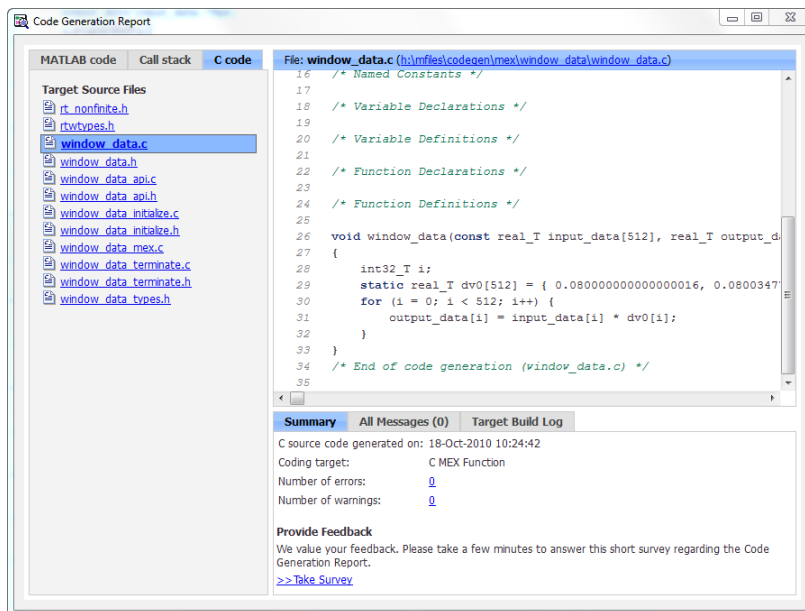 Code Generation Report
MATLAB code Call stack C code
Target Source Files
rt_nonfinite.h
rtwtypes.h
window_data.c
window_data.h
window_data_api.c
window_data_api.h
window_data_initialize.c
window_data_initialize.h
window_data_mex.c
window_data_terminate.c
window_data_terminate.h
window_data_types.h
File: window_data.c (h:\mfiles\codegen\mex\window_data\window_data.c)
16 /* Named Constants */
17
18 /* Variable Declarations */
19
20 /* Variable Definitions */
21
22 /* Function Declarations */
23
24 /* Function Definitions */
25
26 void window_data(const real_T input_data[512], real_T output_d
27 {
28 int32_T i;
29 static real_T dv0[512] = { 0.080000000000000016, 0.0800347
30 for (i = 0; i < 512; i++) {
31 output_data[i] = input_data[i] * dv0[i];
32 }
33 }
34 /* End of code generation (window_data.c) */
35
Summary All Messages (0) Target Build Log
C source code generated on: 18-Oct-2010 10:24:42
Coding target: C MEX Function
Number of errors: 0
Number of warnings: 0
Provide Feedback
We value your feedback. Please take a few minutes to answer this short survey regarding the Code
Generation Report.
>>Take Survey